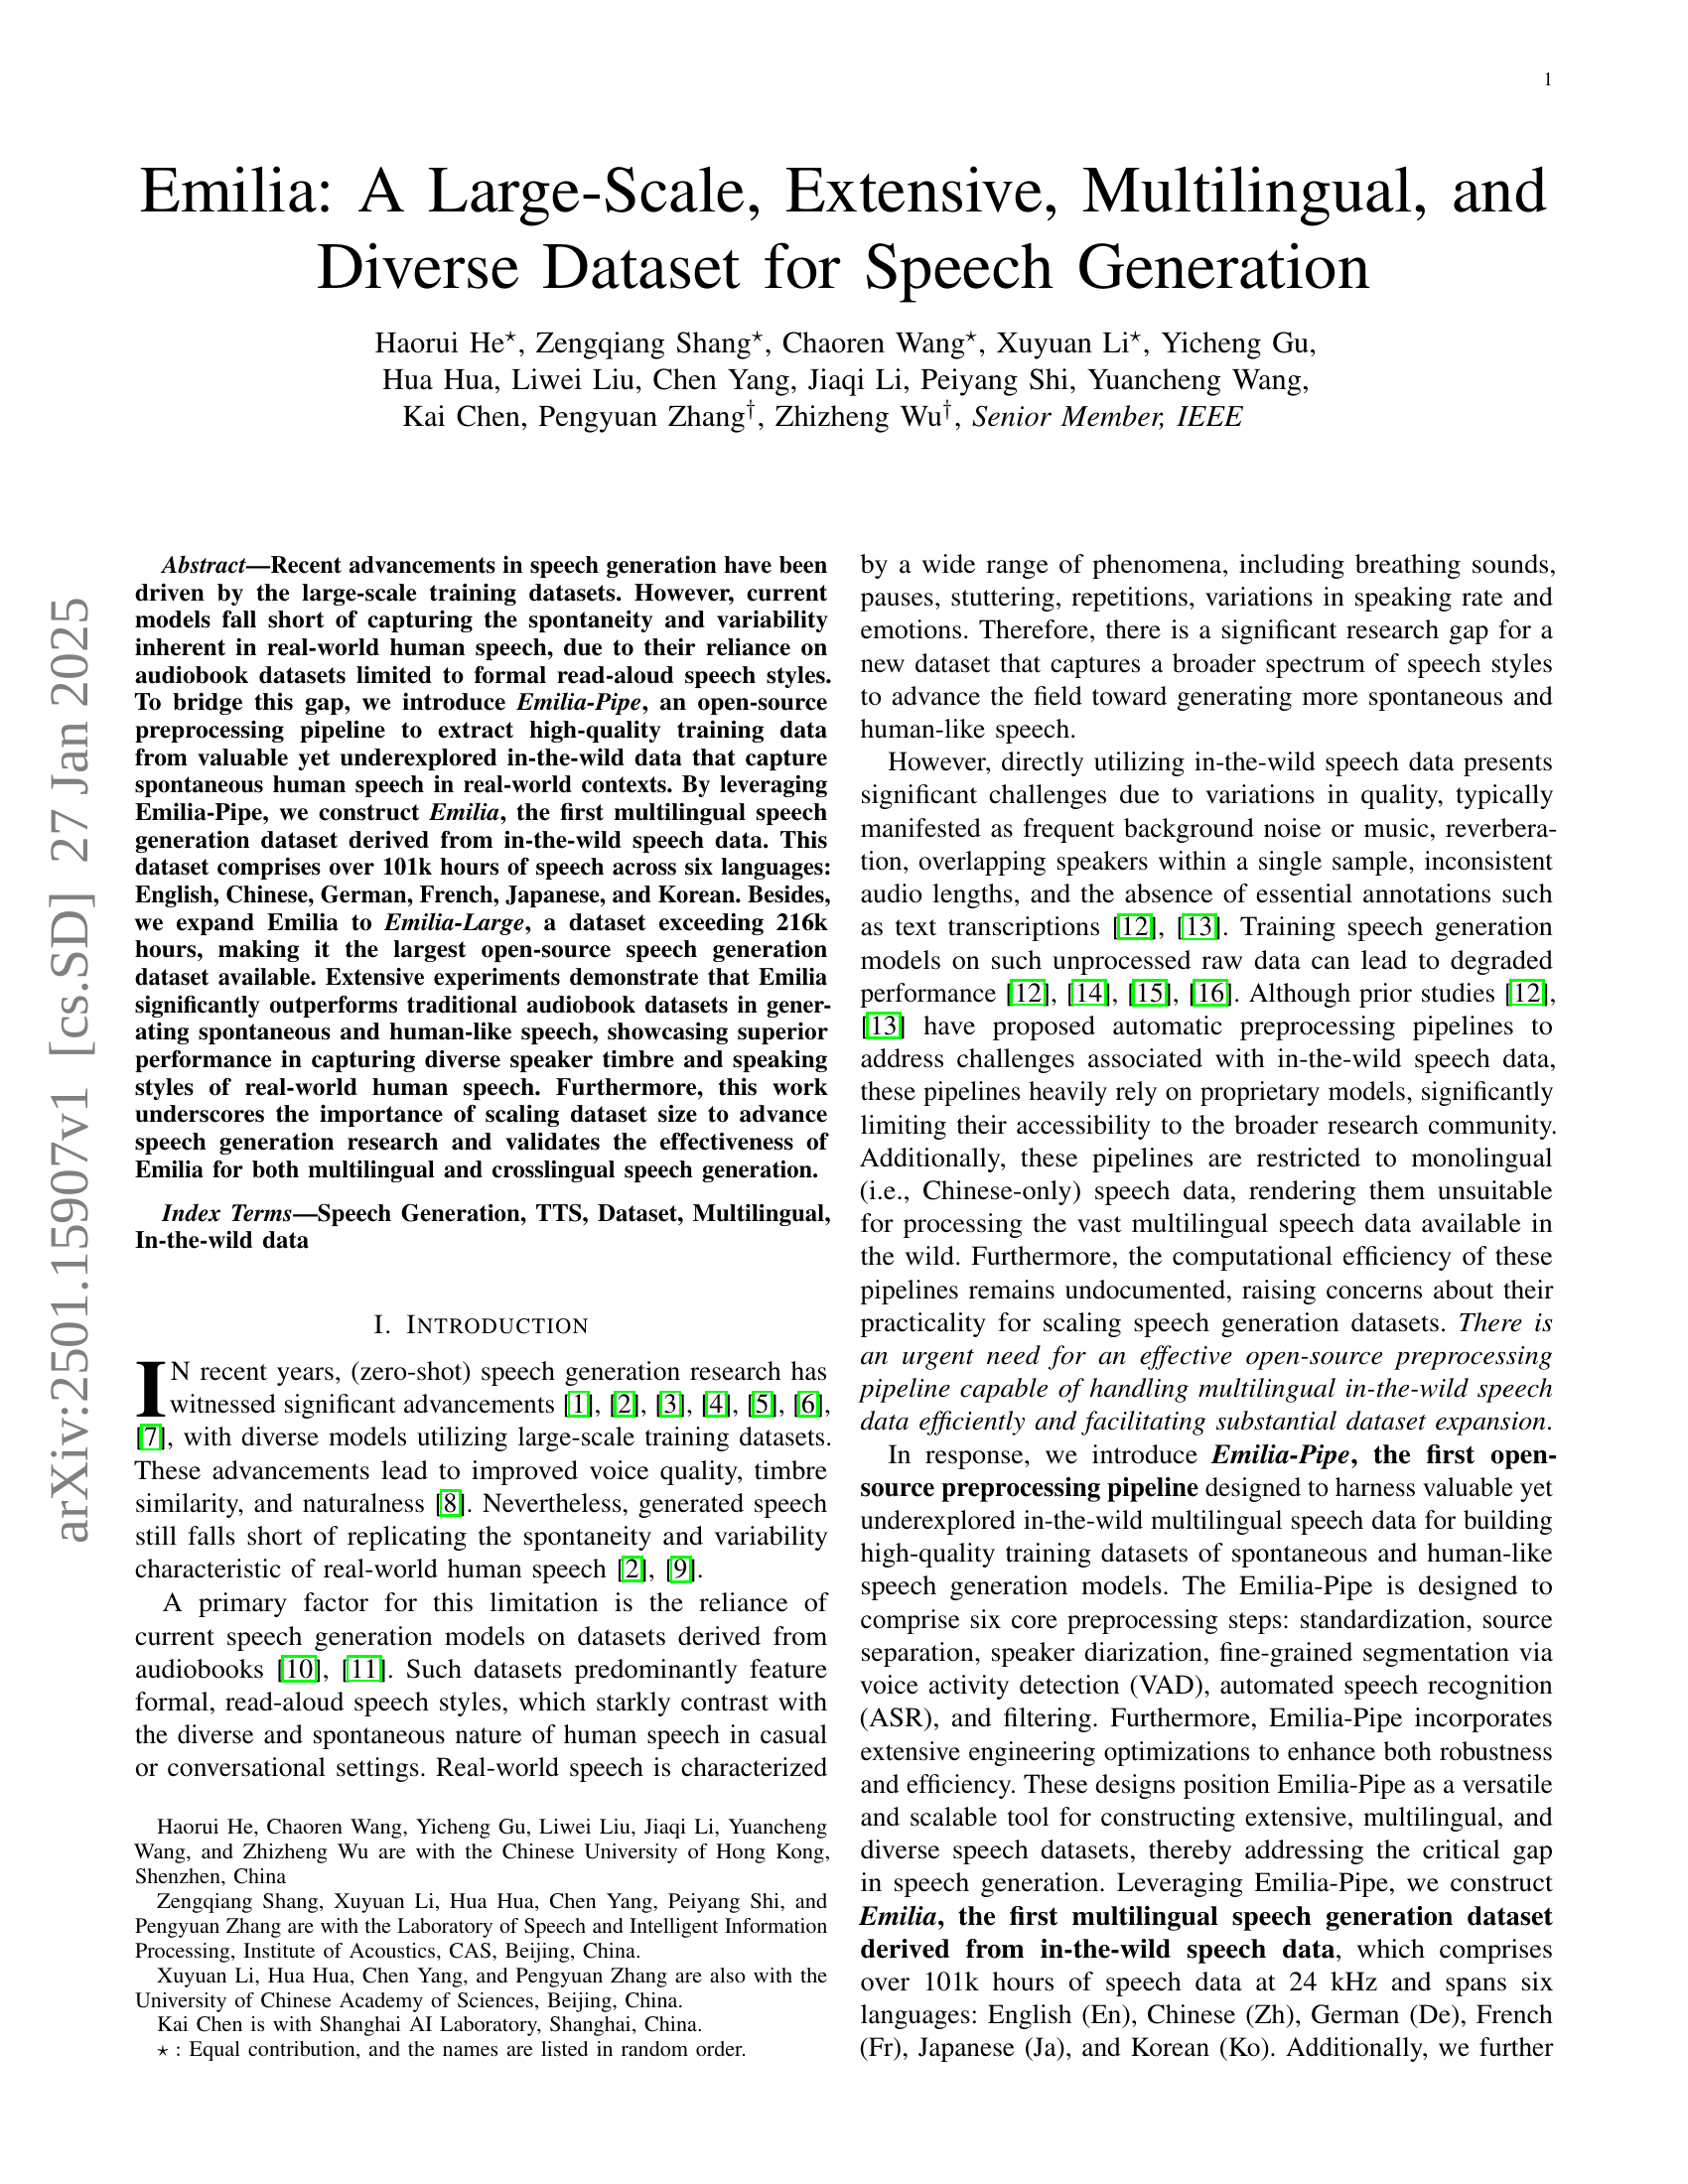 1
Emilia: A Large-Scale, Extensive, Multilingual, and
Diverse Dataset for Speech Generation
Haorui He⋆, Zengqiang Shang⋆, Chaoren Wang⋆, Xuyuan Li⋆, Yicheng Gu,
Hua Hua, Liwei Liu, Chen Yang, Jiaqi Li, Peiyang Shi, Yuancheng Wang,
Kai Chen, Pengyuan Zhang†, Zhizheng Wu†, Senior Member, IEEE
arXiv:2501.15907v1 [cs.SD] 27 Jan 2025
Abstract—Recent advancements in speech generation have been
driven by the large-scale training datasets. However, current
models fall short of capturing the spontaneity and variability
inherent in real-world human speech, due to their reliance on
audiobook datasets limited to formal read-aloud speech styles.
To bridge this gap, we introduce Emilia-Pipe, an open-source
preprocessing pipeline to extract high-quality training data
from valuable yet underexplored in-the-wild data that capture
spontaneous human speech in real-world contexts. By leveraging
Emilia-Pipe, we construct Emilia, the first multilingual speech
generation dataset derived from in-the-wild speech data. This
dataset comprises over 101k hours of speech across six languages:
English, Chinese, German, French, Japanese, and Korean. Besides,
we expand Emilia to Emilia-Large, a dataset exceeding 216k
hours, making it the largest open-source speech generation
dataset available. Extensive experiments demonstrate that Emilia
significantly outperforms traditional audiobook datasets in gener-
ating spontaneous and human-like speech, showcasing superior
performance in capturing diverse speaker timbre and speaking
styles of real-world human speech. Furthermore, this work
underscores the importance of scaling dataset size to advance
speech generation research and validates the effectiveness of
Emilia for both multilingual and crosslingual speech generation.
Index Terms—Speech Generation, TTS, Dataset, Multilingual,
In-the-wild data
I. INTRODUCTION
IN recent years, (zero-shot) speech generation research has
witnessed significant advancements [1], [2], [3], [4], [5], [6],
[7], with diverse models utilizing large-scale training datasets.
These advancements lead to improved voice quality, timbre
similarity, and naturalness [8]. Nevertheless, generated speech
still falls short of replicating the spontaneity and variability
characteristic of real-world human speech [2], [9].
A primary factor for this limitation is the reliance of
current speech generation models on datasets derived from
audiobooks [10], [11]. Such datasets predominantly feature
formal, read-aloud speech styles, which starkly contrast with
the diverse and spontaneous nature of human speech in casual
or conversational settings. Real-world speech is characterized
Haorui He, Chaoren Wang, Yicheng Gu, Liwei Liu, Jiaqi Li, Yuancheng
Wang, and Zhizheng Wu are with the Chinese University of Hong Kong,
Shenzhen, China
Zengqiang Shang, Xuyuan Li, Hua Hua, Chen Yang, Peiyang Shi, and
Pengyuan Zhang are with the Laboratory of Speech and Intelligent Information
Processing, Institute of Acoustics, CAS, Beijing, China.
Xuyuan Li, Hua Hua, Chen Yang, and Pengyuan Zhang are also with the
University of Chinese Academy of Sciences, Beijing, China.
Kai Chen is with Shanghai AI Laboratory, Shanghai, China.
⋆ : Equal contribution, and the names are listed in random order.
by a wide range of phenomena, including breathing sounds,
pauses, stuttering, repetitions, variations in speaking rate and
emotions. Therefore, there is a significant research gap for a
new dataset that captures a broader spectrum of speech styles
to advance the field toward generating more spontaneous and
human-like speech.
However, directly utilizing in-the-wild speech data presents
significant challenges due to variations in quality, typically
manifested as frequent background noise or music, reverbera-
tion, overlapping speakers within a single sample, inconsistent
audio lengths, and the absence of essential annotations such
as text transcriptions [12], [13]. Training speech generation
models on such unprocessed raw data can lead to degraded
performance [12], [14], [15], [16]. Although prior studies [12],
[13] have proposed automatic preprocessing pipelines to
address challenges associated with in-the-wild speech data,
these pipelines heavily rely on proprietary models, significantly
limiting their accessibility to the broader research community.
Additionally, these pipelines are restricted to monolingual
(i.e., Chinese-only) speech data, rendering them unsuitable
for processing the vast multilingual speech data available in
the wild. Furthermore, the computational efficiency of these
pipelines remains undocumented, raising concerns about their
practicality for scaling speech generation datasets. There is
an urgent need for an effective open-source preprocessing
pipeline capable of handling multilingual in-the-wild speech
data efficiently and facilitating substantial dataset expansion.
In response, we introduce Emilia-Pipe, the first open-
source preprocessing pipeline designed to harness valuable yet
underexplored in-the-wild multilingual speech data for building
high-quality training datasets of spontaneous and human-like
speech generation models. The Emilia-Pipe is designed to
comprise six core preprocessing steps: standardization, source
separation, speaker diarization, fine-grained segmentation via
voice activity detection (VAD), automated speech recognition
(ASR), and filtering. Furthermore, Emilia-Pipe incorporates
extensive engineering optimizations to enhance both robustness
and efficiency. These designs position Emilia-Pipe as a versatile
and scalable tool for constructing extensive, multilingual, and
diverse speech datasets, thereby addressing the critical gap
in speech generation. Leveraging Emilia-Pipe, we construct
Emilia, the first multilingual speech generation dataset
derived from in-the-wild speech data, which comprises
over 101k hours of speech data at 24 kHz and spans six
languages: English (En), Chinese (Zh), German (De), French
(Fr), Japanese (Ja), and Korean (Ko). Additionally, we further